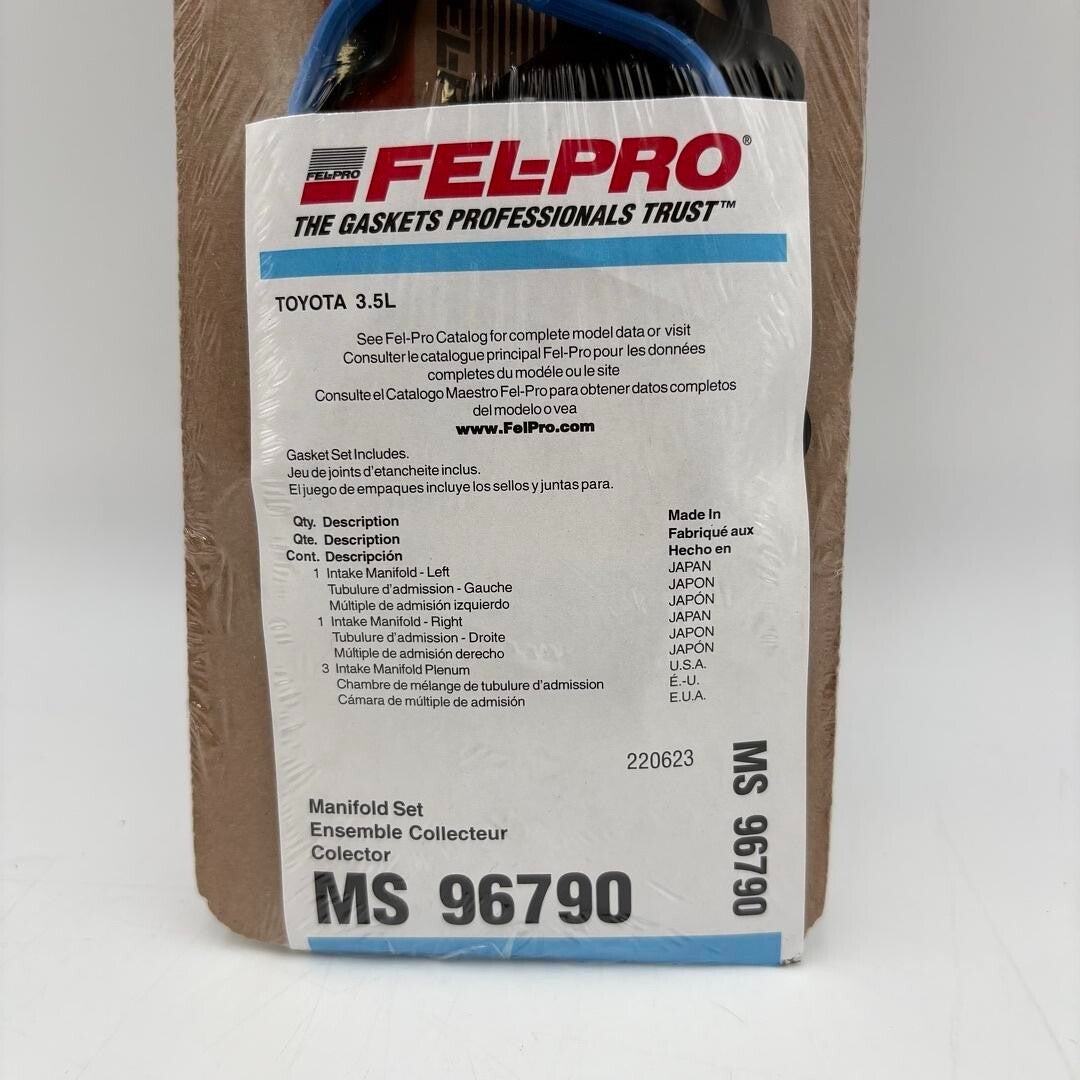 FEL-PRO
FEL-PRO®
THE GASKETS PROFESSIONALS TRUST™
TOYOTA 3.5L
See Fel-Pro Catalog for complete model data or visit
Consulter le catalogue principal Fel-Pro pour les données
completes du modéle ou le site
Consulte el Catalogo Maestro Fel-Pro para obtener datos completos
del modelo o vea
www.FelPro.com
Gasket Set Includes.
Jeu de joints d'etancheite inclus.
El juego de empaques incluye los sellos y juntas para.
Qty. Description Made In
Qte. Description Fabriqué aux
Cont. Descripción Hecho en
1 Intake Manifold - Left JAPAN
Tubulure d'admission - Gauche JAPON
Múltiple de admisión izquierdo JAPÓN
1 Intake Manifold - Right JAPAN
Tubulure d'admission - Droite JAPON
Múltiple de admisión derecho JAPÓN
3 Intake Manifold Plenum U.S.A.
Chambre de mélange de tubulure d'admission É.-U.
Cámara de múltiple de admisión E.U.A.
220623
MS 96790
Manifold Set
Ensemble Collecteur
Colector
MS 96790